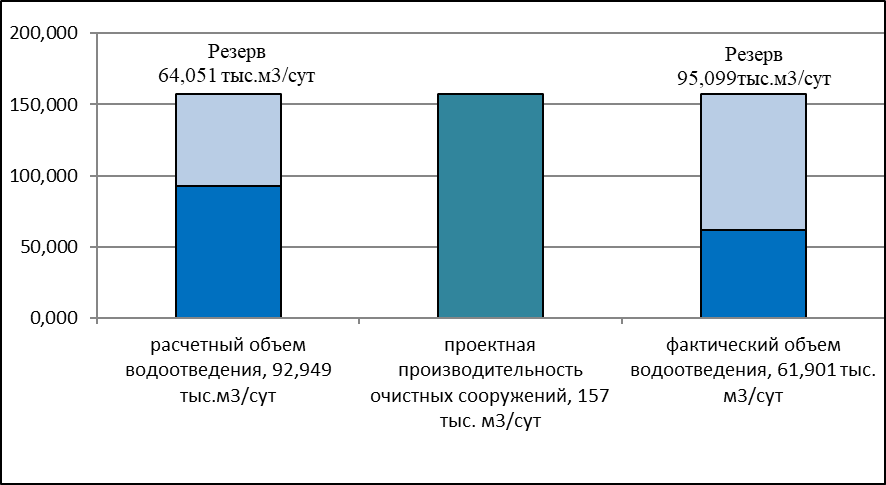 200,000
150,000
100,000
50,000
0,000
Резерв
64,051 тыс.м3/сут
Резерв
95,099тыс.м3/сут
расчетный объем
водоотведения, 92,949
тыс.м3/сут
проектная
производительность
очистных сооружений, 157
тыс. м3/сут
фактический объем
водоотведения, 61,901 тыс.
м3/сут